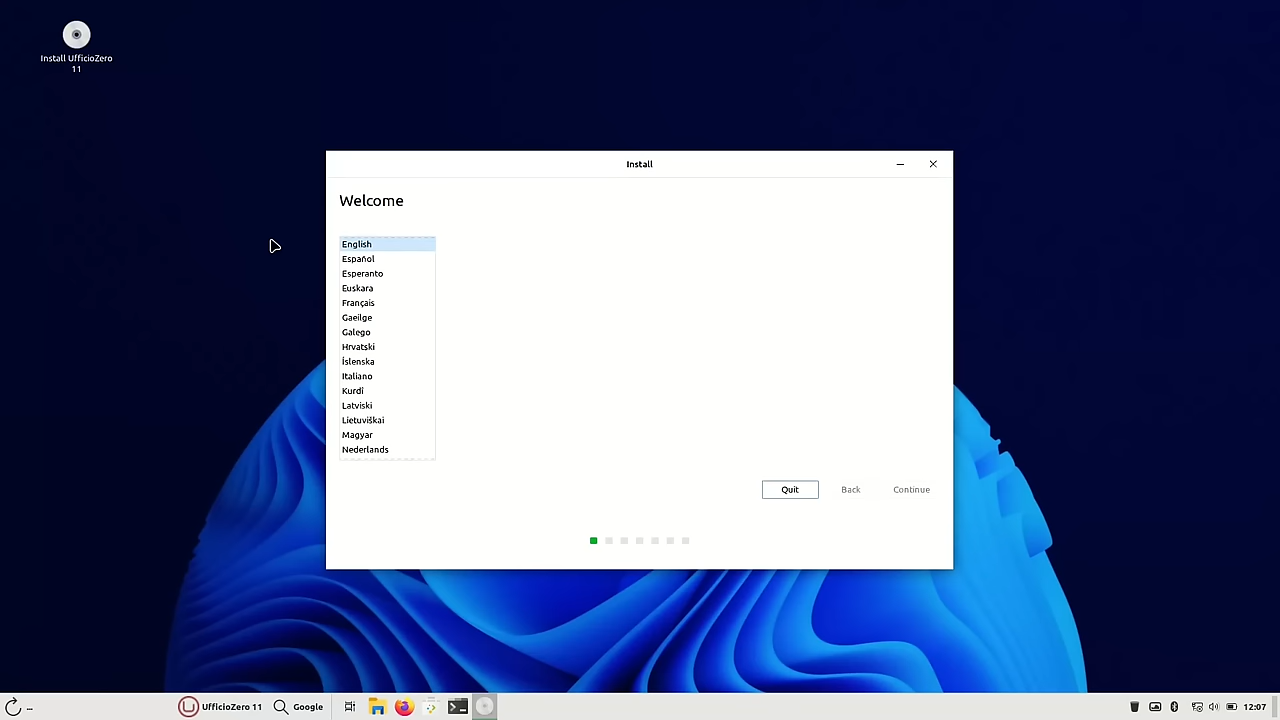 Install UfficioZero
11
Install
Welcome
English
Español
Esperanto
Euskara
Français
Gaeilge
Galego
Hrvatski
Íslenska
Italiano
Kurdî
Latviski
Lietuviškai
Magyar
Nederlands
Quit
Back
Continue
...
UfficioZero 11
Google
12:07